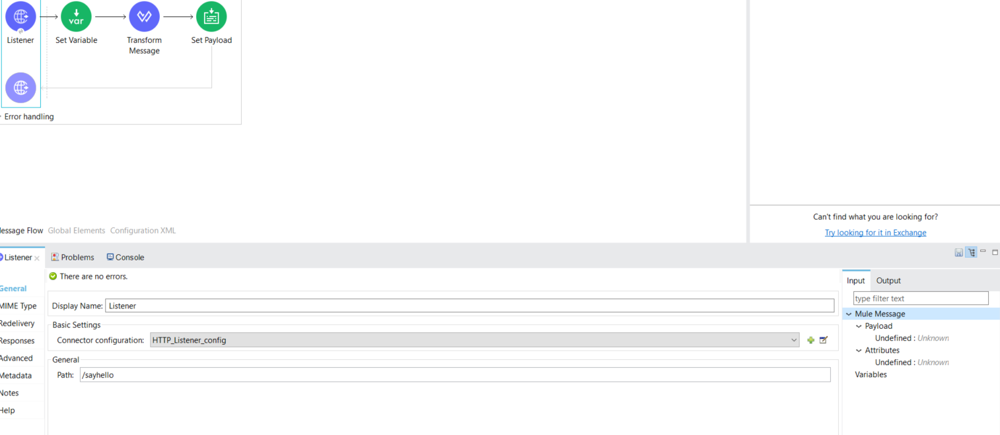 var
Listener
Set Variable
Transform
Message
Set Payload
Error handling
Message Flow Global Elements Configuration XML
Can't find what you are looking for?
Try looking for it in Exchange
Listener Problems Console
There are no errors.
General
MIME Type
Redelivery
Responses
Advanced
Metadata
Notes
Help
Display Name: Listener
Basic Settings
Connector configuration: HTTP_Listener_config
General
Path: /sayhello
Input Output
type filter text
Mule Message
Payload
Undefined : Unknown
Attributes
Undefined : Unknown
Variables